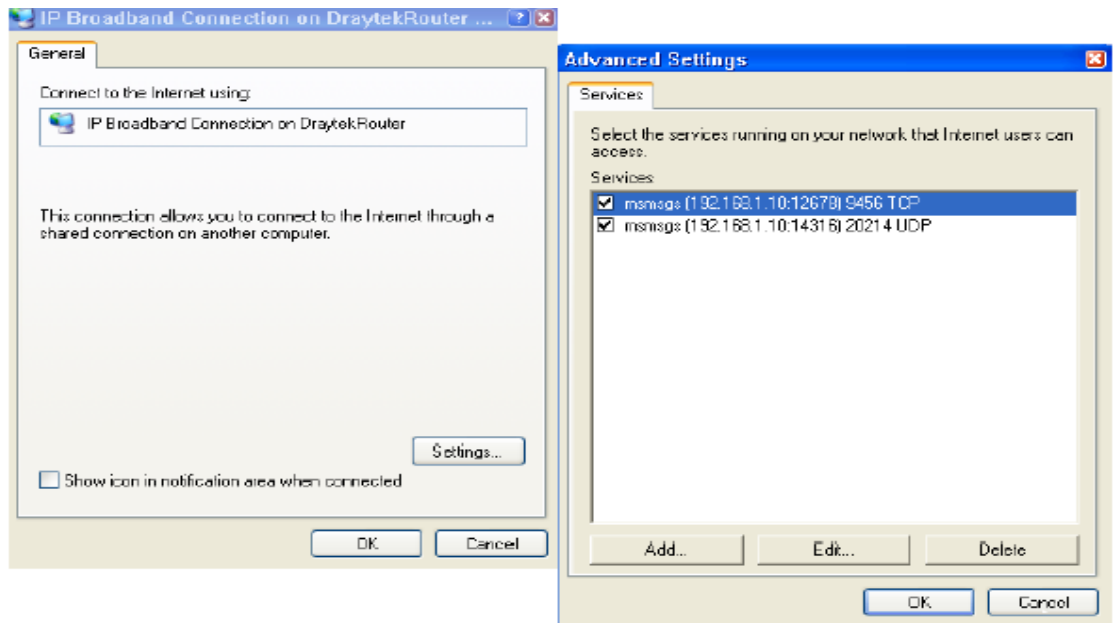 IP Broadband Connection on DraytekRouter ...
General
Connect to the Internet using:
IP Broadband Connection on DraytekRouter
This connection allows you to connect to the Internet through a
shared connection on another computer.
Settings...
Show icon in notification area when connected
OK
Cancel
Advanced Settings
Services
Select the services running on your network that Internet users can
access.
Services
msmsgs (192.168.1.10:12678) 9456 TCP
msmsgs (192.168.1.10:14316) 20214 UDP
Add...
Edit...
Delete
OK
Cancel